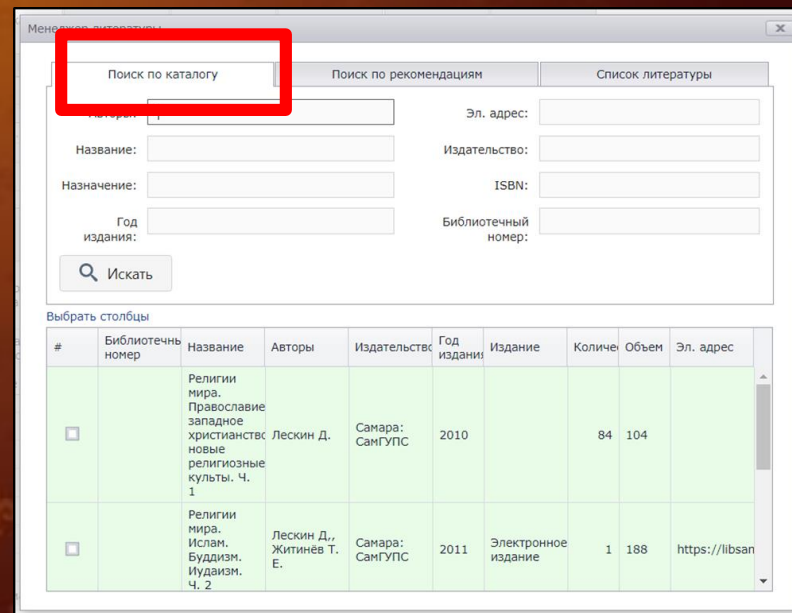 Менеджер литературы
Поиск по каталогу
Поиск по рекомендациям
Список литературы
Авторы:
Эл. адрес:
Название:
Издательство:
Назначение:
ISBN:
Год
издания:
Библиотечный
номер:
Искать
Выбрать столбцы
# Библиотечны Название Авторы Издательство Год Издание Количе Объем Эл. адрес
номер издания
Религии
мира.
Православие
западное
христианство
новые
религиозные
культы. Ч.
1
Лескин Д.
Самара:
СамГУПС
2010
84
104
Религии
мира.
Ислам.
Буддизм.
Иудаизм.
Ч. 2
Лескин Д,,
Житинёв Т.
Е.
Самара:
СамГУПС
2011
Электронное
издание
1
188
https://libsan